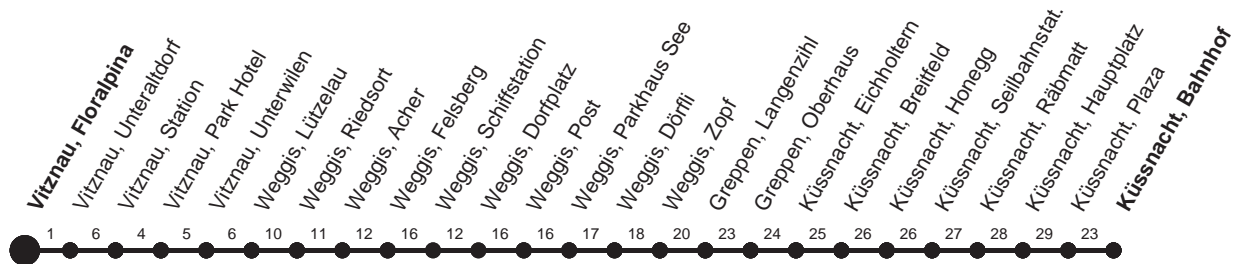 Vitznau, Floralpina
Vitznau, Unteraltdorf
Vitznau, Station
Vitznau, Park Hotel
Vitznau, Unterwilen
Weggis, Lützelau
Weggis, Riedsort
Weggis, Acher
Weggis, Felsberg
Weggis, Schiffstation
Weggis, Dorfplatz
Weggis, Post
Weggis, Parkhaus See
Weggis, Dörfli
Weggis, Zopf
Greppen, Langenzihl
Greppen, Oberhaus
Küssnacht, Eichholtern
Küssnacht, Breitfeld
Küssnacht, Honegg
Küssnacht, Seilbahnstat.
Küssnacht, Räbmatt
Küssnacht, Hauptplatz
Küssnacht, Plaza
Küssnacht, Bahnhof
1 6 4 5 6 10 11 12 16 12 16 16 17 18 20 23 24 25 26 26 27 28 29 23